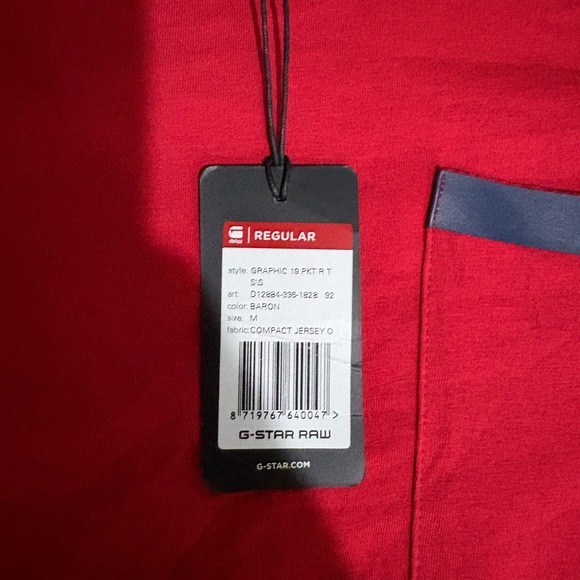 G RAW | REGULAR
style: GRAPHIC 19 PKT R T
S\S
art: D12884-336-1828 92
color: BARON
size: M
fabric: COMPACT JERSEY O
8 719767 640047 >
G-STAR RAW
G-STAR.COM